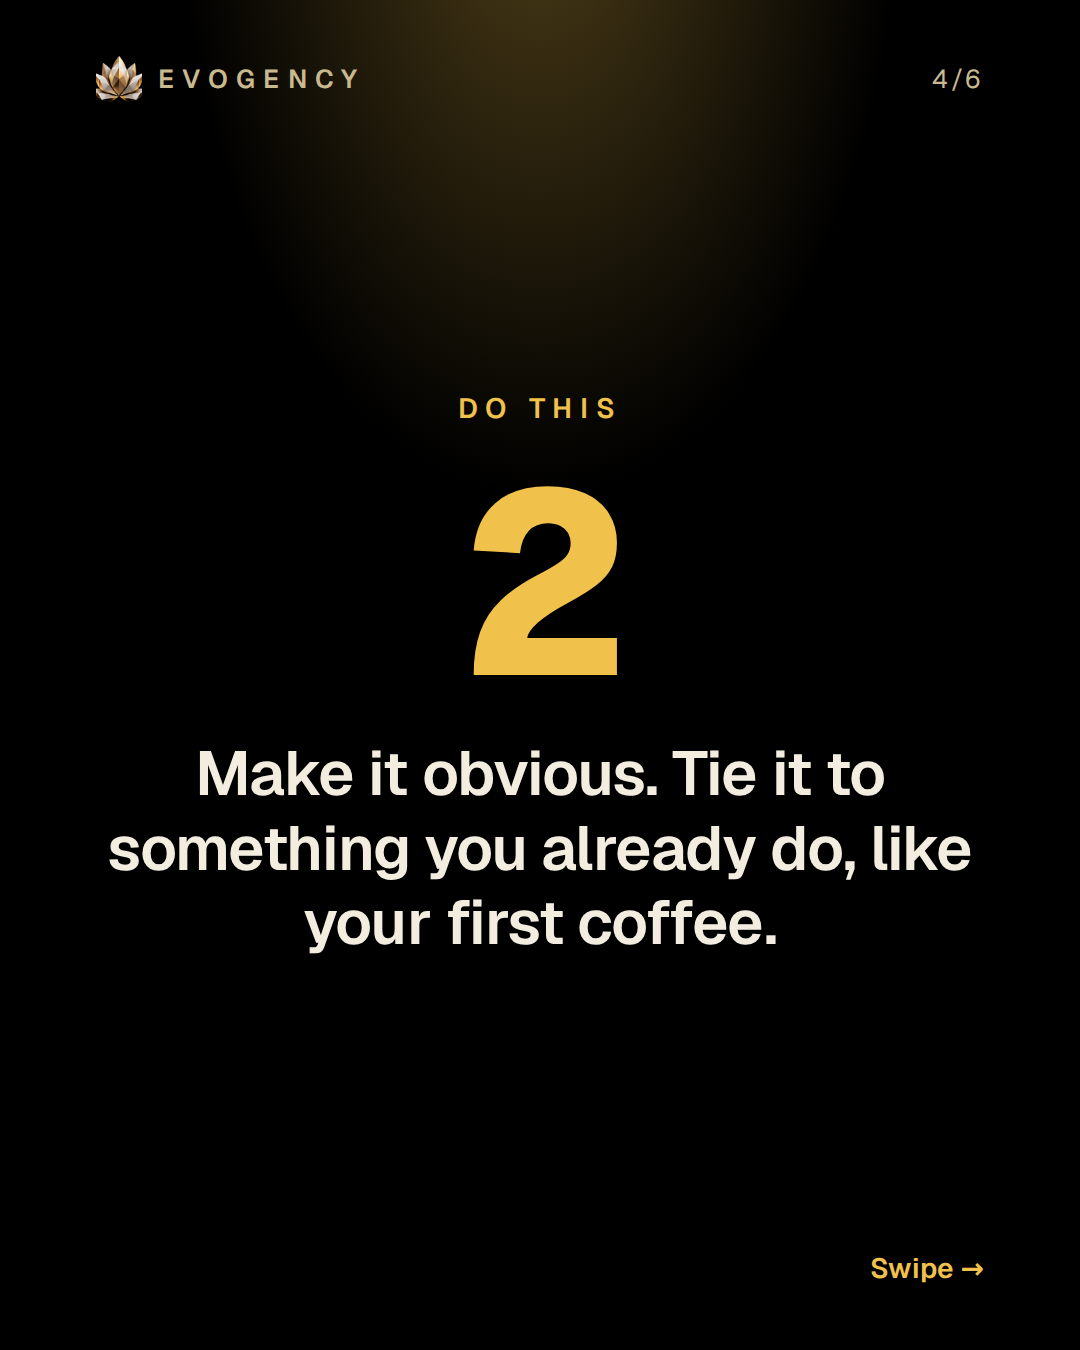 EVOGENCY
4/6
DO THIS
2
Make it obvious. Tie it to
something you already do, like
your first coffee.
Swipe →